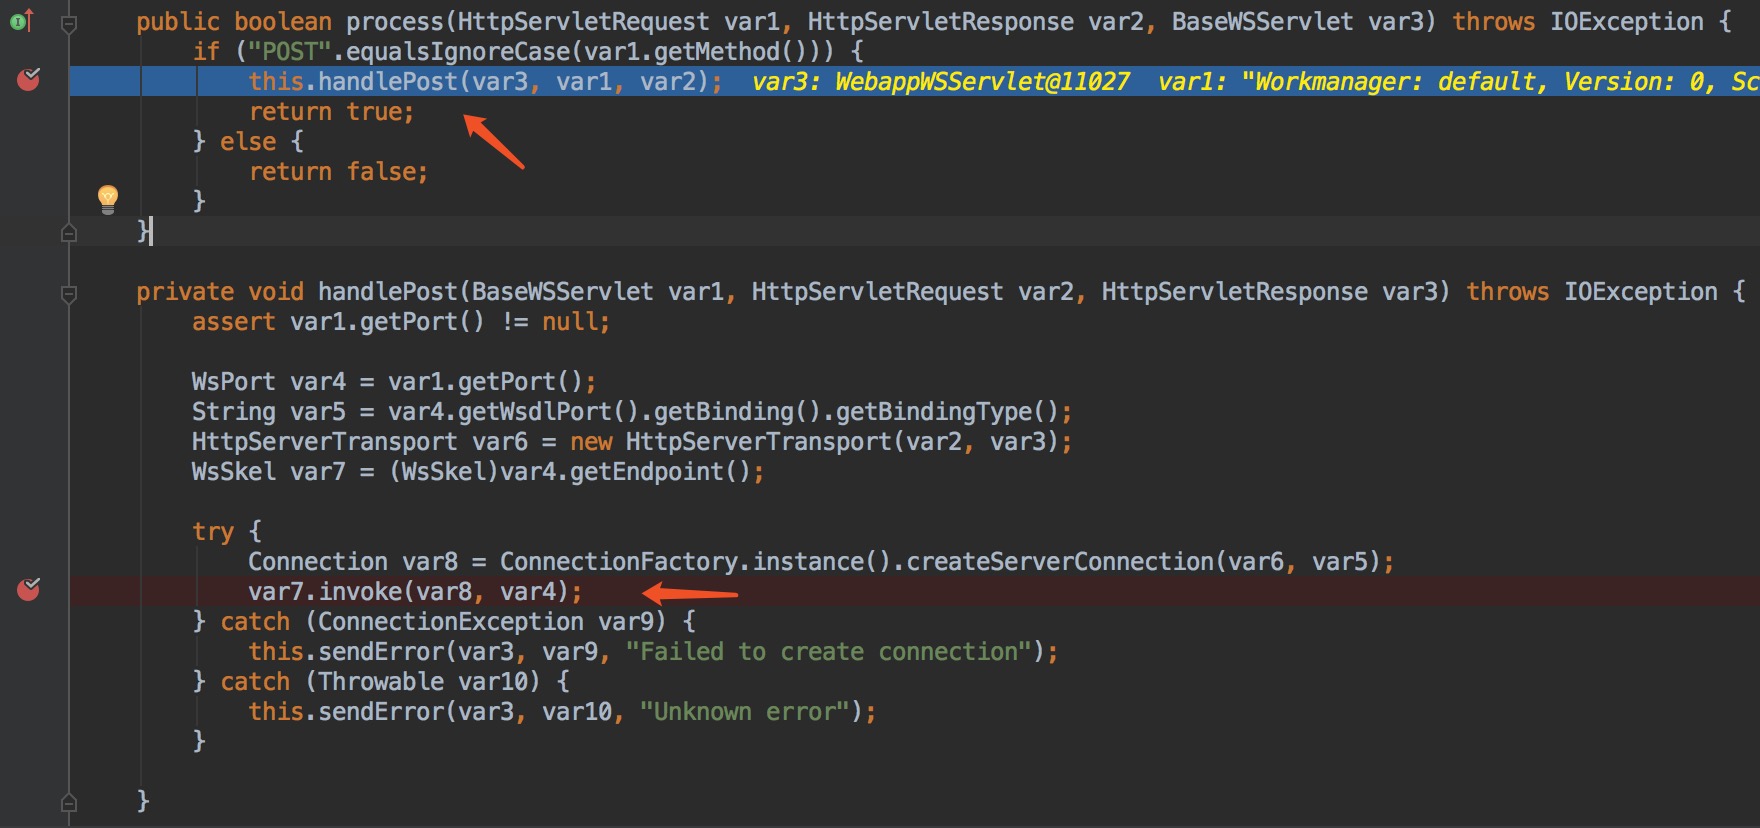 public boolean process(HttpServletRequest var1, HttpServletResponse var2, BaseWSServlet var3) throws IOException {
if ("POST".equalsIgnoreCase(var1.getMethod())) {
this.handlePost(var3, var1, var2); var3: WebappWSServlet@11027 var1: "Workmanager: default, Version: 0, Sc
return true;
} else {
return false;
}
}
private void handlePost(BaseWSServlet var1, HttpServletRequest var2, HttpServletResponse var3) throws IOException {
assert var1.getPort() != null;
WsPort var4 = var1.getPort();
String var5 = var4.getWsdlPort().getBinding().getBindingType();
HttpServerTransport var6 = new HttpServerTransport(var2, var3);
WsSkel var7 = (WsSkel)var4.getEndpoint();
try {
Connection var8 = ConnectionFactory.instance().createServerConnection(var6, var5);
var7.invoke(var8, var4);
} catch (ConnectionException var9) {
this.sendError(var3, var9, "Failed to create connection");
} catch (Throwable var10) {
this.sendError(var3, var10, "Unknown error");
}
}